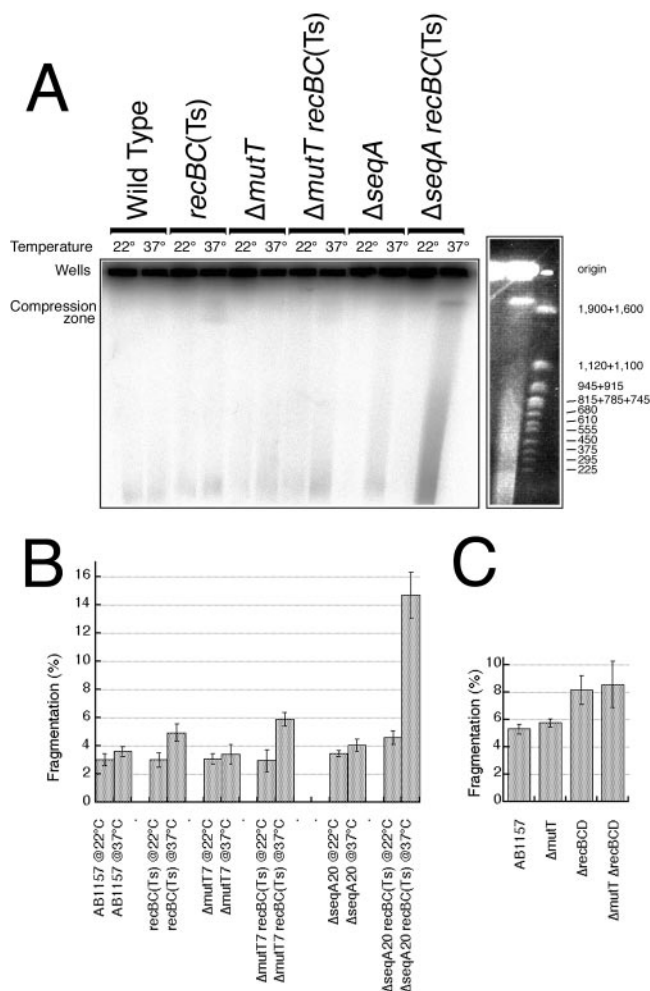 A
Wild Type
recBC(Ts)
ΔmutT
ΔmutT recBC(Ts)
ΔseqA
ΔseqA recBC(Ts)
Temperature 22° 37° 22° 37° 22° 37° 22° 37° 22° 37° 22° 37°
Wells
Compression
zone
origin
1,900+1,600
1,120+1,100
945+915
815+785+745
680
610
555
450
375
295
225
B
Fragmentation (%)
16
14
12
10
8
6
4
2
0
AB1157 @22°C
AB1157 @37°C
recBC(Ts) @22°C
recBC(Ts) @37°C
ΔmutT7 @22°C
ΔmutT7 @37°C
ΔmutT7 recBC(Ts) @22°C
ΔmutT7 recBC(Ts) @37°C
ΔseqA20 @22°C
ΔseqA20 @37°C
ΔseqA20 recBC(Ts) @22°C
ΔseqA20 recBC(Ts) @37°C
C
Fragmentation (%)
10
8
6
4
2
0
AB1157
ΔmutT
ΔrecBCD
ΔmutT ΔrecBCD